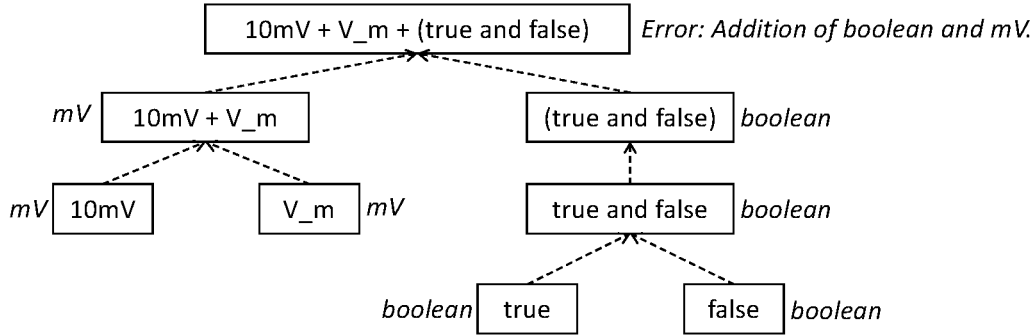 10mV + V_m + (true and false) Error: Addition of boolean and mV.
mV 10mV + V_m (true and false) boolean
mV 10mV V_m mV true and false boolean
boolean true false boolean